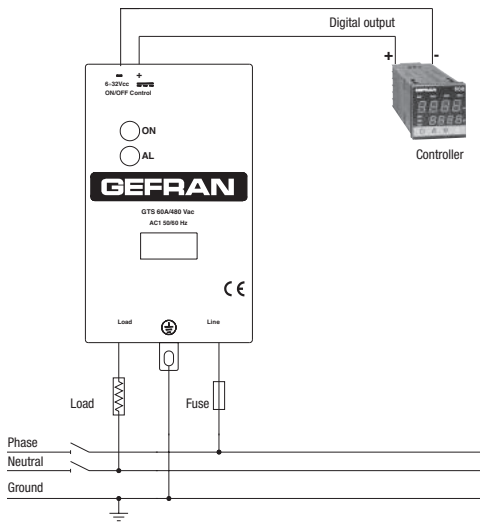 Digital output
+ -
- +
6-32Vcc
ON/OFF Control
ON
AL
GEFRAN
Controller
GEFRAN
GTS 60A/480 Vac
AC1 50/60 Hz
CE
Load
Line
Load
Fuse
Phase
Neutral
Ground